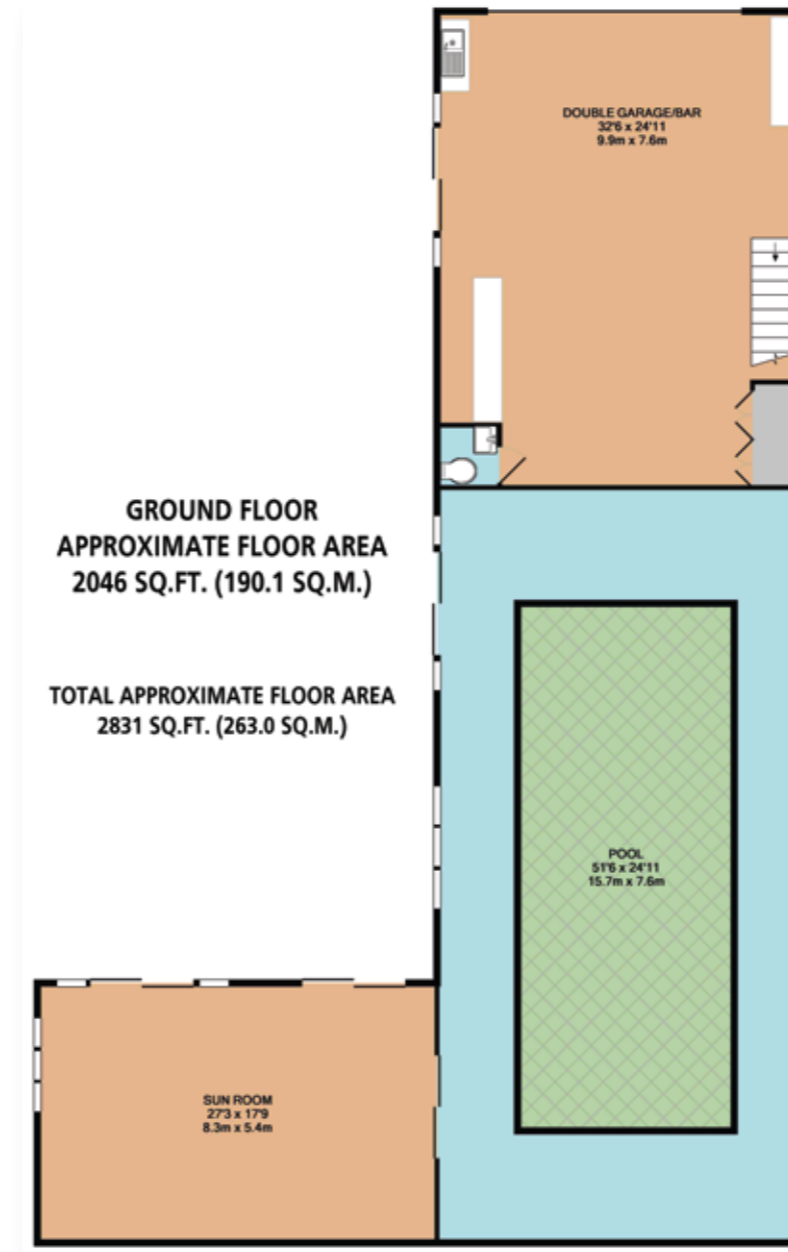 DOUBLE GARAGE/BAR
32'6 x 24'11
9.9m x 7.6m
GROUND FLOOR
APPROXIMATE FLOOR AREA
2046 SQ.FT. (190.1 SQ.M.)
TOTAL APPROXIMATE FLOOR AREA
2831 SQ.FT. (263.0 SQ.M.)
POOL
51'6 x 24'11
15.7m x 7.6m
SUN ROOM
27'3 x 17'9
8.3m x 5.4m